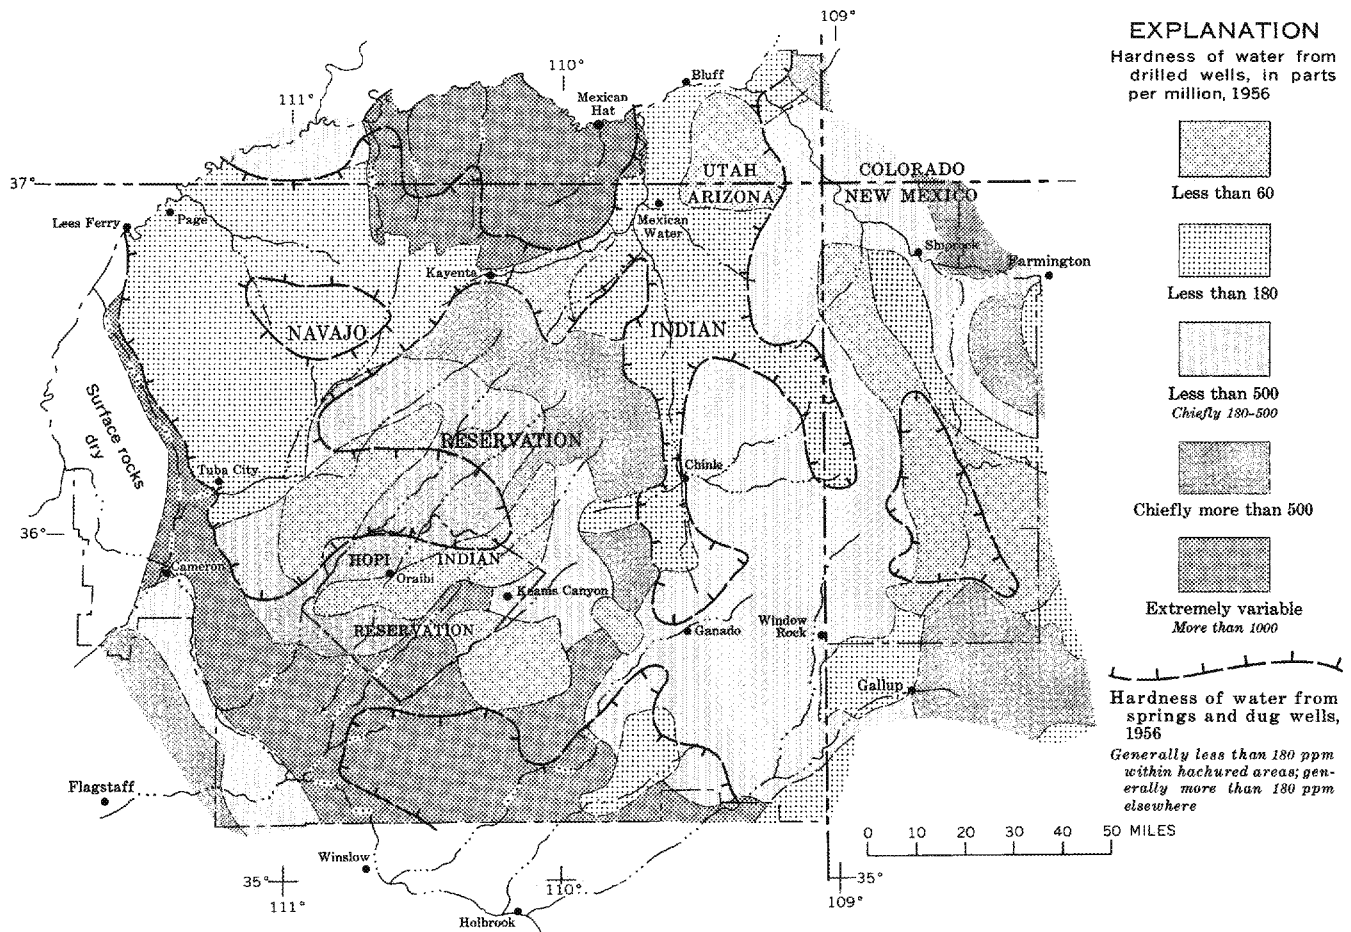 109°
EXPLANATION
Hardness of water from
drilled wells, in parts
per million, 1956
110°
Bluff
111°
Mexican
Hat
Less than 60
37°
UTAH
COLORADO
ARIZONA
NEW MEXICO
Lees Ferry
Page
Mexican
Water
Shiprock
Farmington
Kayenta
Less than 180
NAVAJO
INDIAN
Less than 500
Chiefly 180-500
Surface rocks
dry
RESERVATION
Tuba City
Chinle
Chiefly more than 500
36°
HOPI
INDIAN
Cameron
Oraibi
Keams Canyon
Extremely variable
More than 1000
RESERVATION
Ganado
Window
Rock
Gallup
Hardness of water from
springs and dug wells,
1956
Generally less than 180 ppm
within hachured areas; gen-
erally more than 180 ppm
elsewhere
Flagstaff
0 10 20 30 40 50 MILES
Winslow
35°
111°
110°
35°
109°
Holbrook